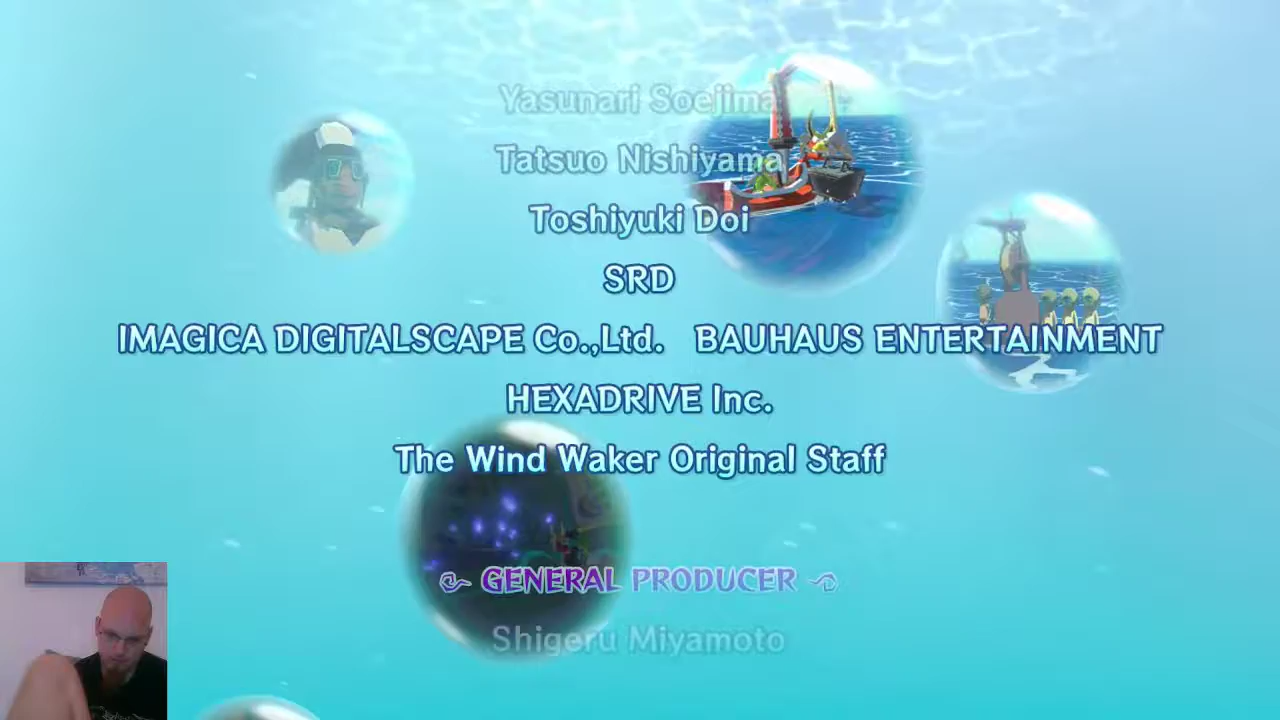 Yasunari Soejima
Tatsuo Nishiyama
Toshiyuki Doi
SRD
IMAGICA DIGITALSCAPE Co.,Ltd. BAUHAUS ENTERTAINMENT
HEXADRIVE Inc.
The Wind Waker Original Staff
GENERAL PRODUCER
Shigeru Miyamoto